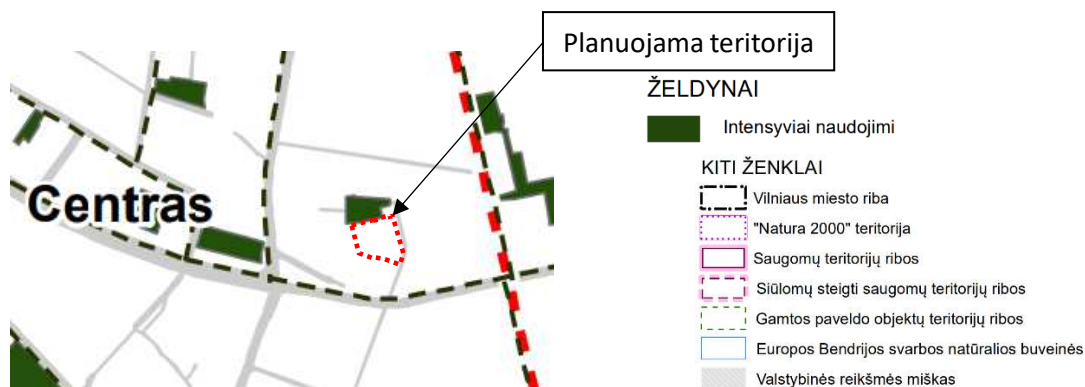 Planuojama teritorija
ŽELDYNAI
Intensyviai naudojimi
KITI ŽENKLAI
Vilniaus miesto riba
"Natura 2000" teritorija
Saugomų teritorijų ribos
Siūlomų steigti saugomų teritorijų ribos
Gamtos paveldo objektų teritorijų ribos
Europos Bendrijos svarbos natūralios buveinės
Valstybinės reikšmės miškas
Centras